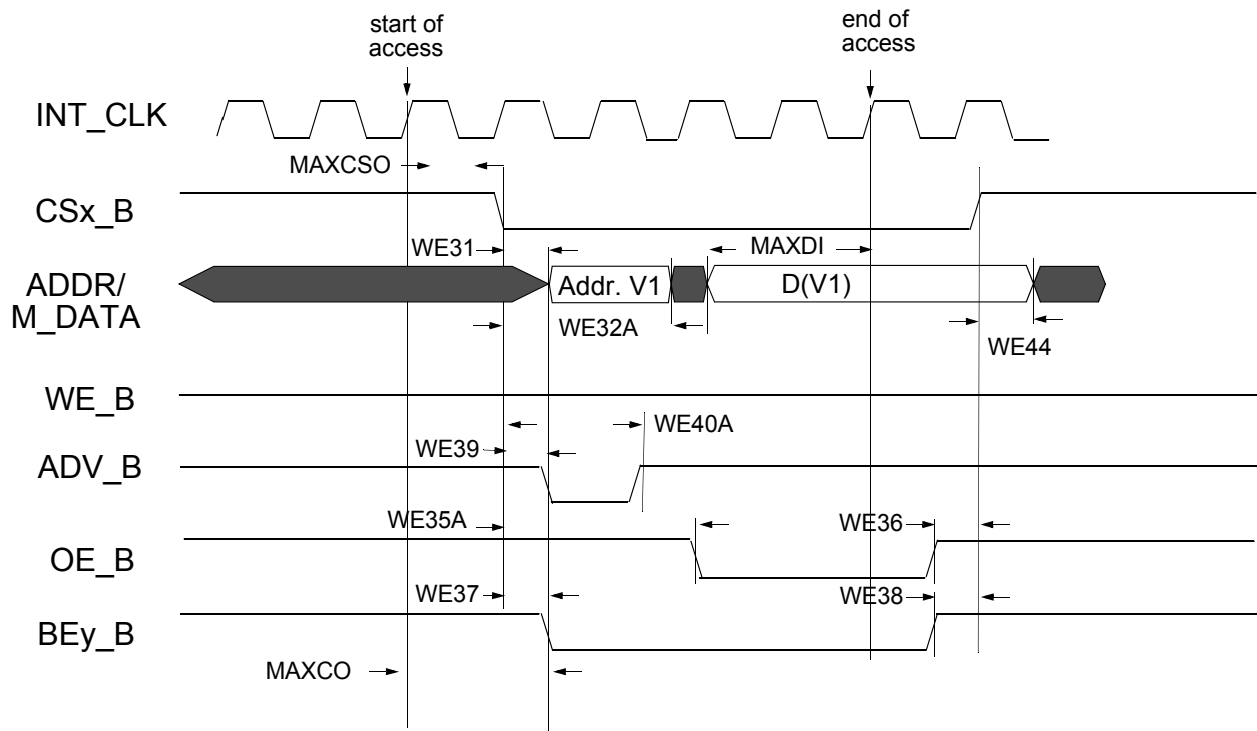 start of
access
end of
access
INT_CLK
MAXCSO
CSx_B
WE31
MAXDI
ADDR/
M_DATA
Addr. V1
D(V1)
WE32A
WE44
WE_B
WE40A
WE39
ADV_B
WE35A
WE36
OE_B
WE37
WE38
BEy_B
MAXCO